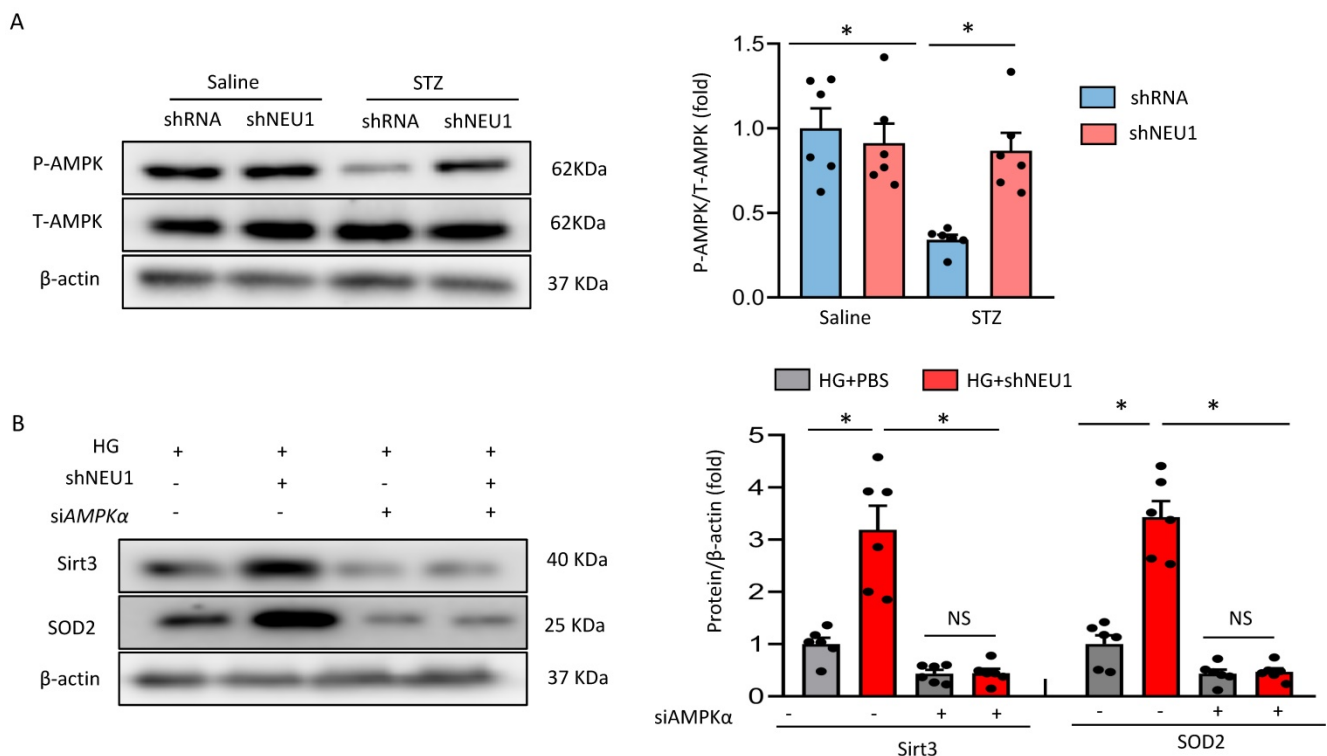 A
Saline STZ
shRNA shNEU1 shRNA shNEU1
P-AMPK 62KDa
T-AMPK 62KDa
β-actin 37 KDa
* *
P-AMPK/T-AMPK (fold)
1.5
1.0
0.5
0.0
Saline STZ
shRNA
shNEU1
B
HG + + + +
shNEU1 - + - +
siAMPKα - - + +
Sirt3 40 KDa
SOD2 25 KDa
β-actin 37 KDa
HG+PBS HG+shNEU1
* * * *
Protein/β-actin (fold)
5
4
3
2
1
0
NS NS
siAMPKα - - + + - - + +
Sirt3 SOD2